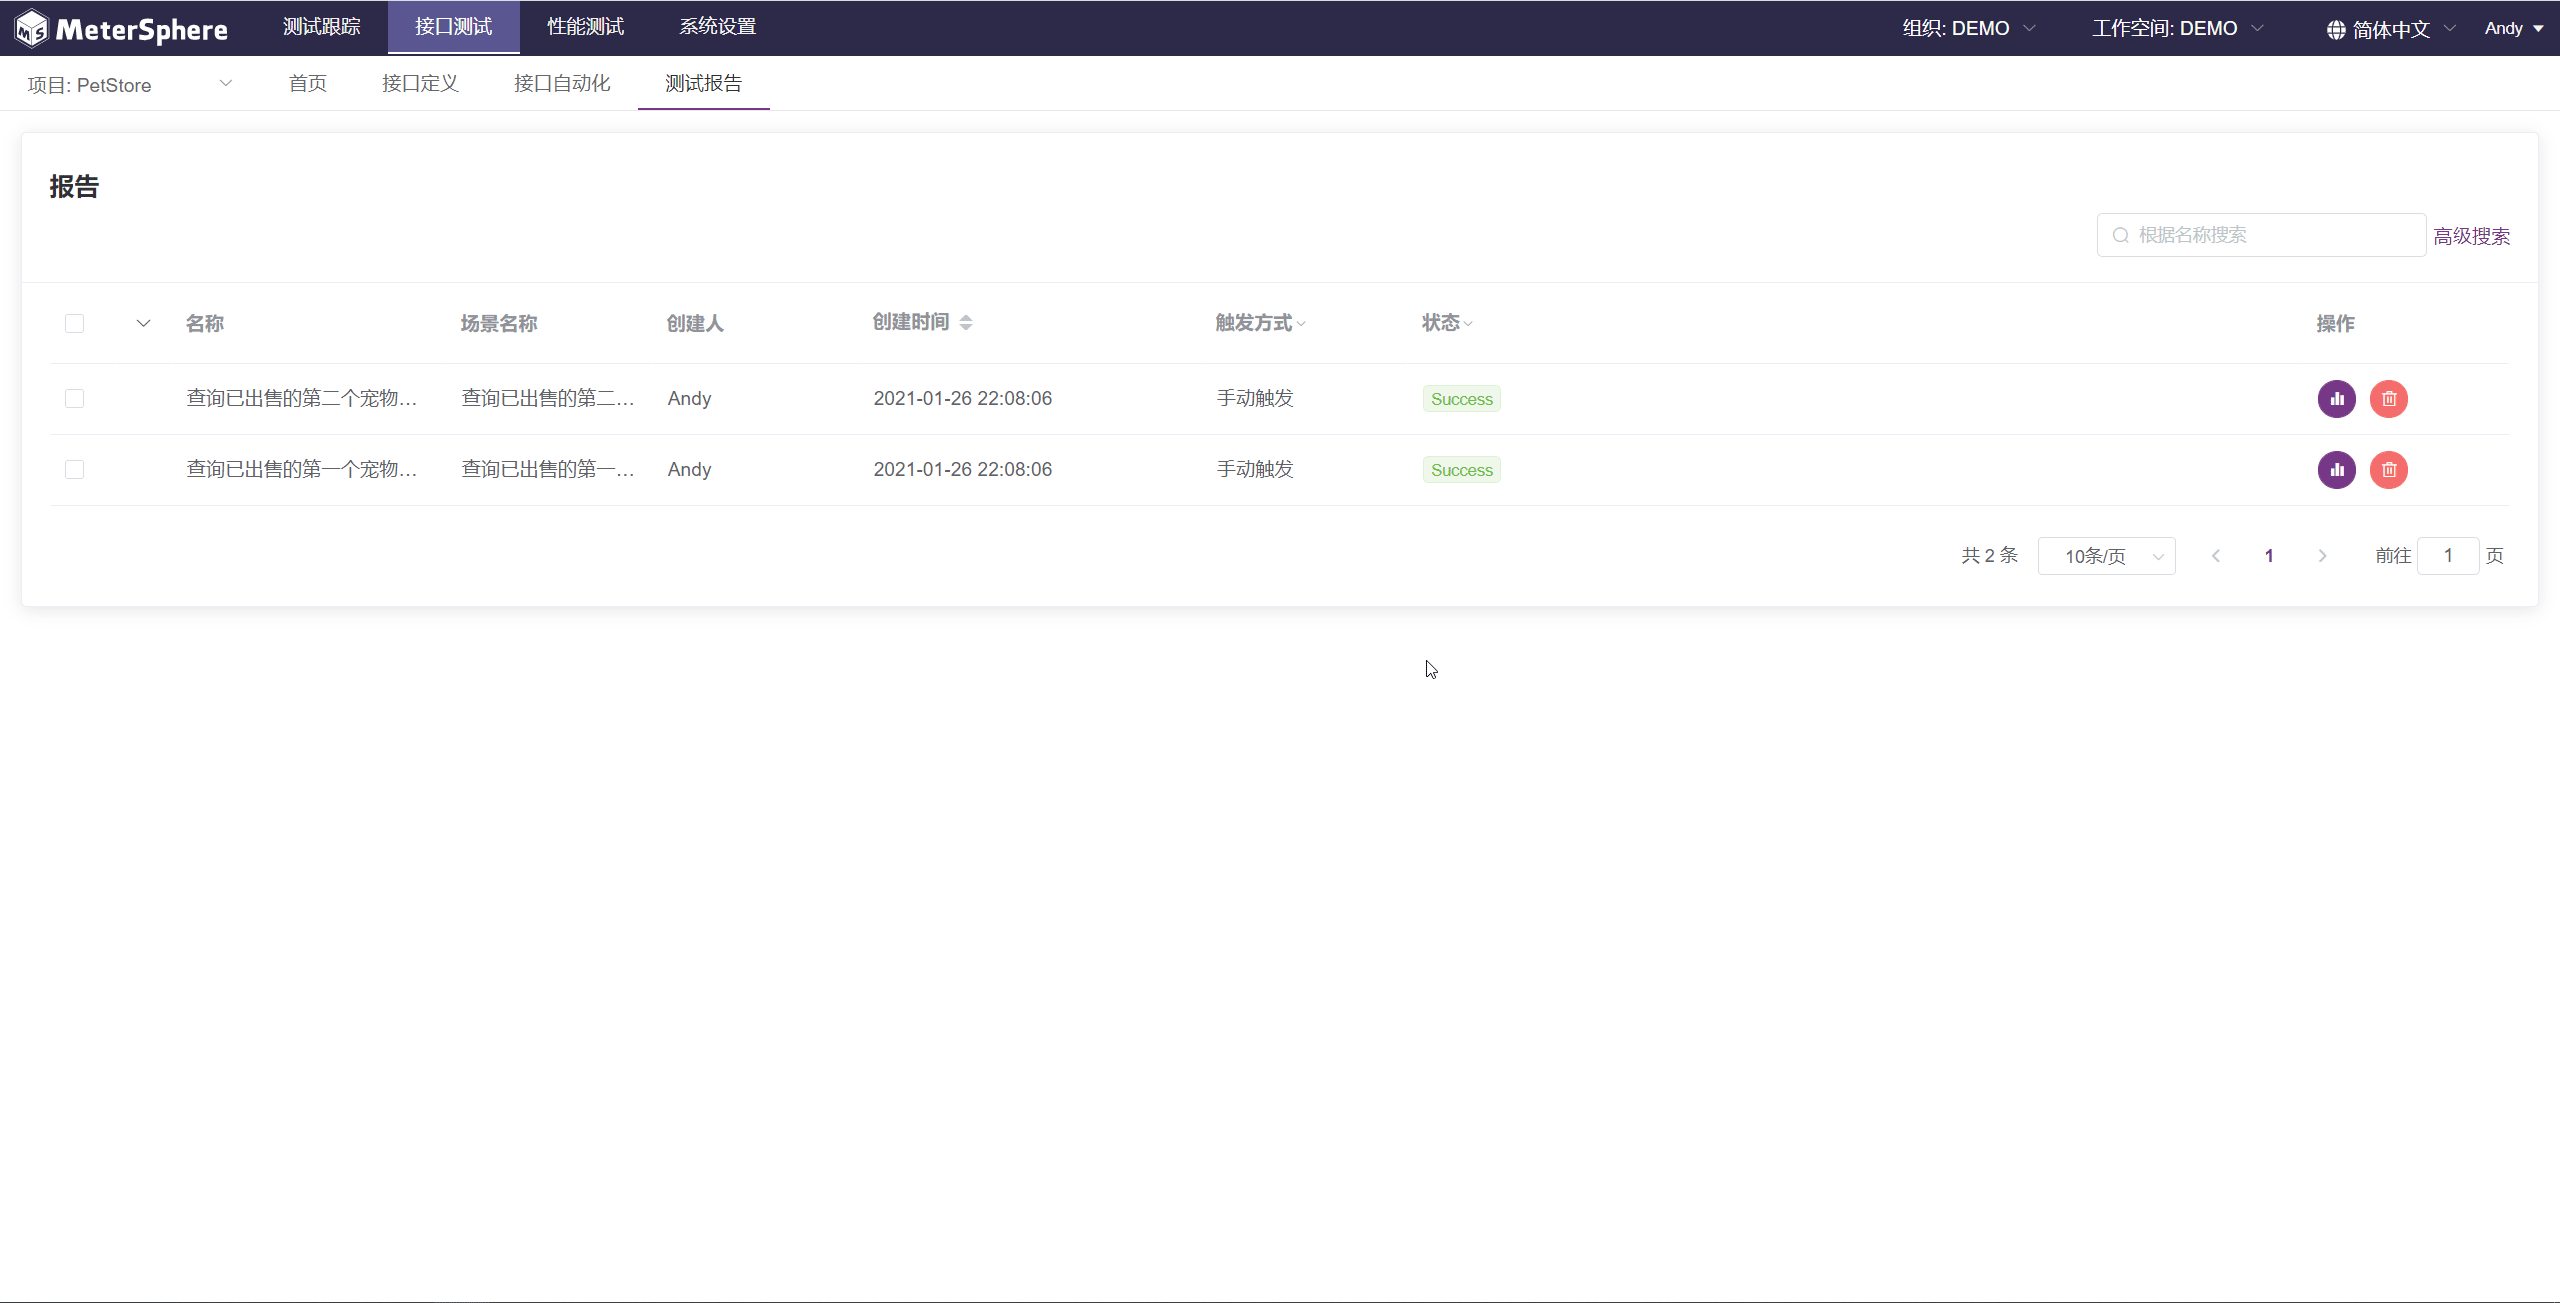 MeterSphere 测试跟踪 接口测试 性能测试 系统设置 组织: DEMO 工作空间: DEMO 简体中文 Andy
项目: PetStore 首页 接口定义 接口自动化 测试报告
报告
根据名称搜索 高级搜索
名称 场景名称 创建人 创建时间 触发方式 状态 操作
查询已出售的第二个宠物... 查询已出售的第二... Andy 2021-01-26 22:08:06 手动触发 Success
查询已出售的第一个宠物... 查询已出售的第一... Andy 2021-01-26 22:08:06 手动触发 Success
共 2 条 10条/页 1 前往 1 页